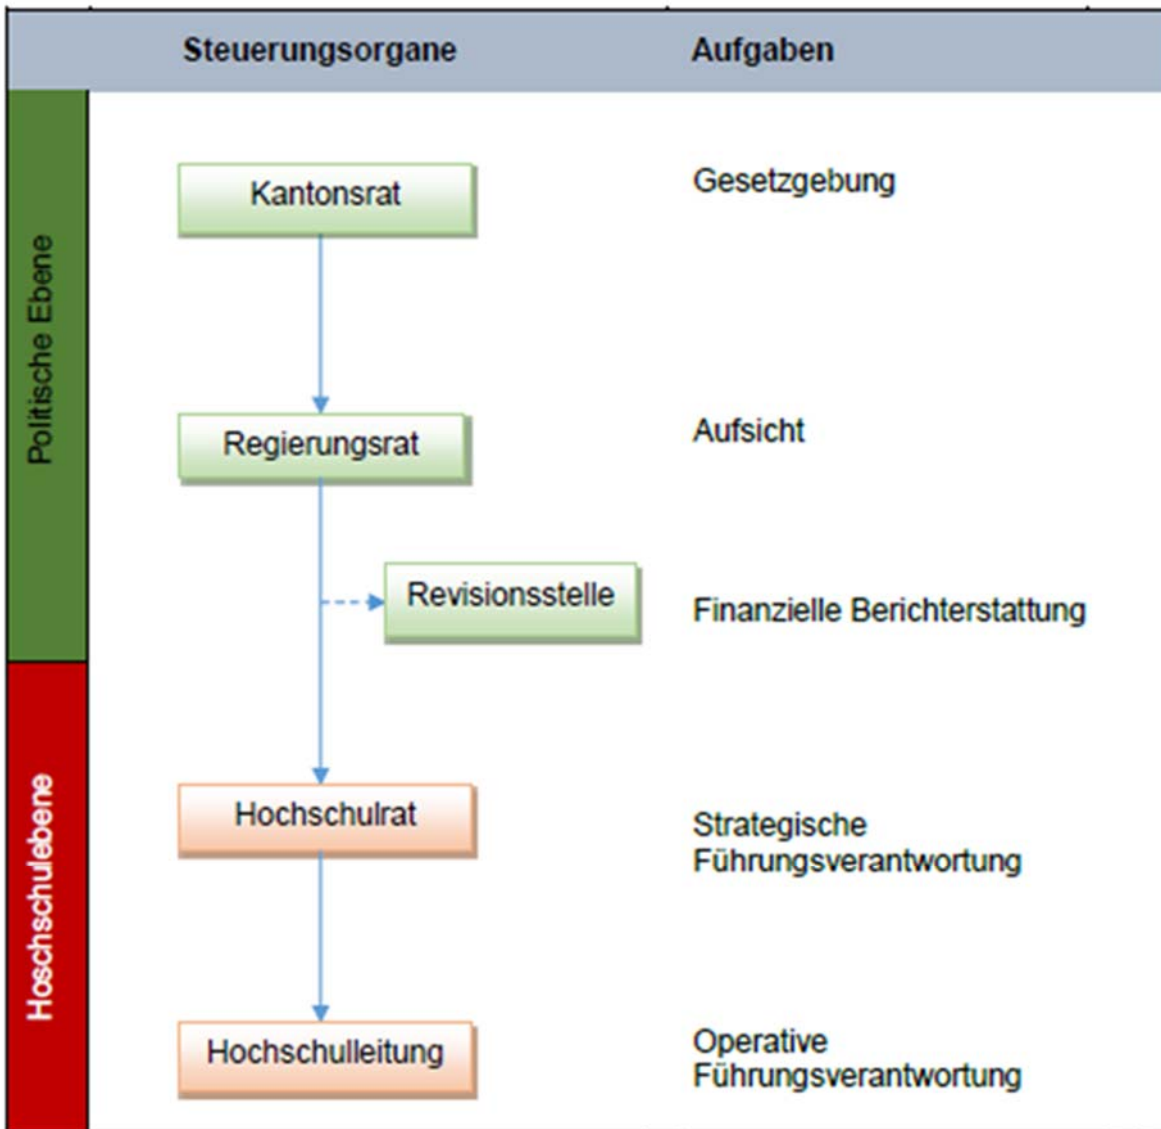 Steuerungsorgane Aufgaben
Politische Ebene
Kantonsrat
Gesetzgebung
Regierungsrat
Aufsicht
Revisionsstelle
Finanzielle Berichterstattung
Hoschschulebene
Hochschulrat
Strategische
Führungsverantwortung
Hochschulleitung
Operative
Führungsverantwortung